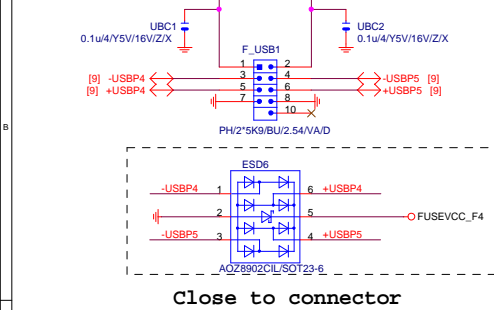 UBC1
0.1u/4/Y5V/16V/Z/X
UBC2
0.1u/4/Y5V/16V/Z/X
F_USB1
1 2
[9] -USBP4 3 4 -USBP5 [9]
[9] +USBP4 5 6 +USBP5 [9]
7 8
10
PH/2*5K9/BU/2.54/VA/D
B
ESD6
-USBP4 1 6 +USBP4
2 5 FUSEVCC_F4
-USBP5 3 4 +USBP5
AOZ8902CIL/SOT23-6
Close to connector